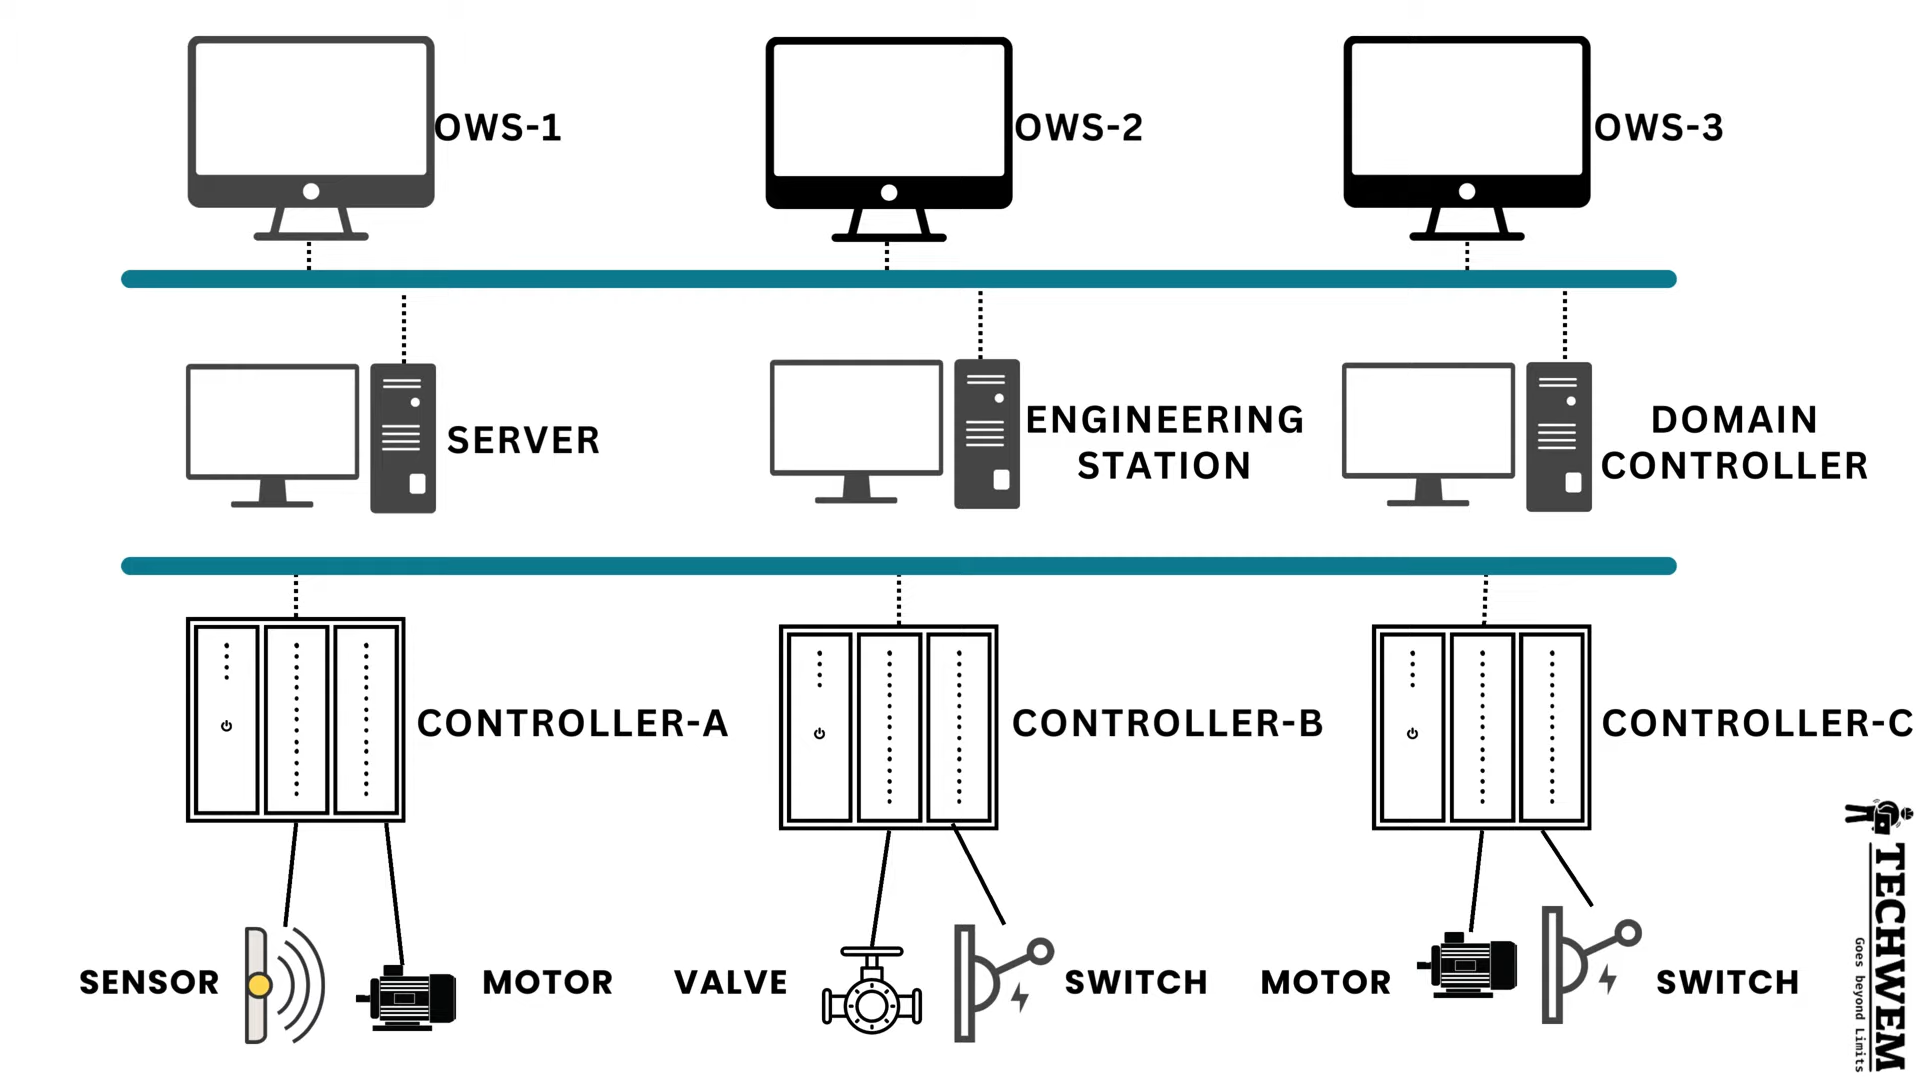 OWS-1
OWS-2
OWS-3
SERVER
ENGINEERING
STATION
DOMAIN
CONTROLLER
CONTROLLER-A
CONTROLLER-B
CONTROLLER-C
SENSOR
MOTOR
VALVE
SWITCH
MOTOR
SWITCH
TECHWEM
Goes beyond Limits